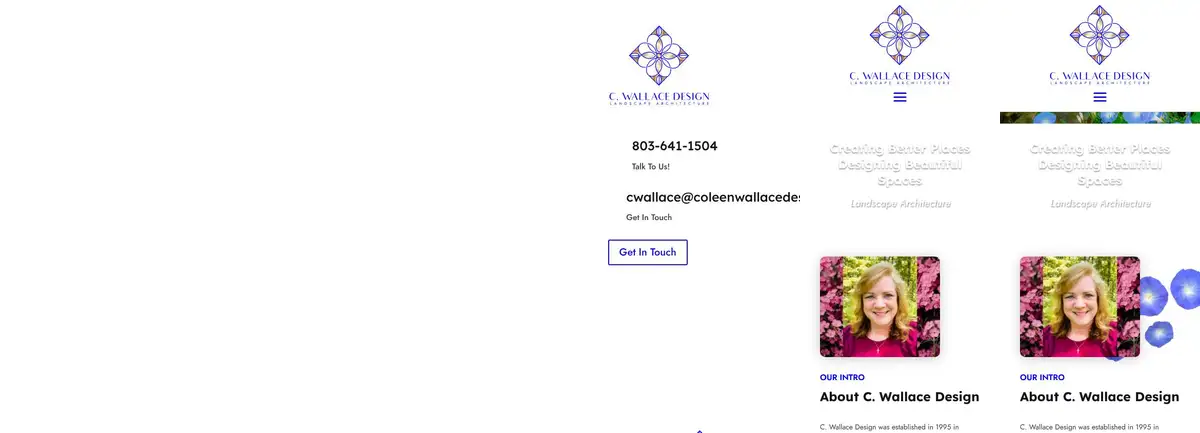 C. WALLACE DESIGN
LANDSCAPE ARCHITECTURE
803-641-1504
Talk To Us!
cwallace@coleenwallacede
Get In Touch
Get In Touch
C. WALLACE DESIGN
LANDSCAPE ARCHITECTURE
Creating Better Places
Designing Beautiful
Spaces
Landscape Architecture
OUR INTRO
About C. Wallace Design
C. Wallace Design was established in 1995 in
C. WALLACE DESIGN
LANDSCAPE ARCHITECTURE
Creating Better Places
Designing Beautiful
Spaces
Landscape Architecture
OUR INTRO
About C. Wallace Design
C. Wallace Design was established in 1995 in